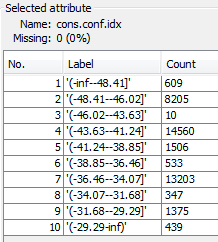 Selected attribute
Name: cons.conf.idx
Missing: 0 (0%)
No. Label Count
1 '(-inf--48.41]' 609
2 '(-48.41--46.02]' 8205
3 '(-46.02--43.63]' 10
4 '(-43.63--41.24]' 14560
5 '(-41.24--38.85]' 1506
6 '(-38.85--36.46]' 533
7 '(-36.46--34.07]' 13203
8 '(-34.07--31.68]' 347
9 '(-31.68--29.29]' 1375
10 '(-29.29-inf)' 439